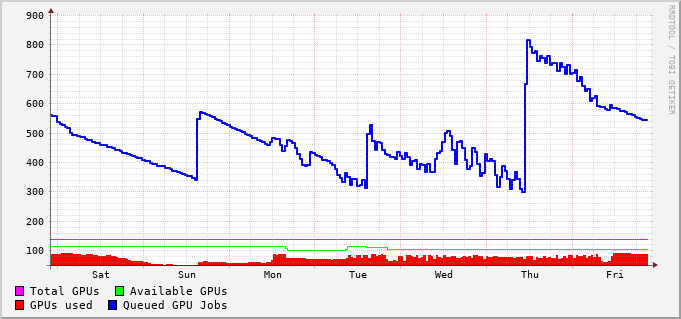 RRDTOOL / TOBI OETIKER
900
800
700
600
500
400
300
200
100
Sat Sun Mon Tue Wed Thu Fri
Total GPUs Available GPUs
GPUs used Queued GPU Jobs